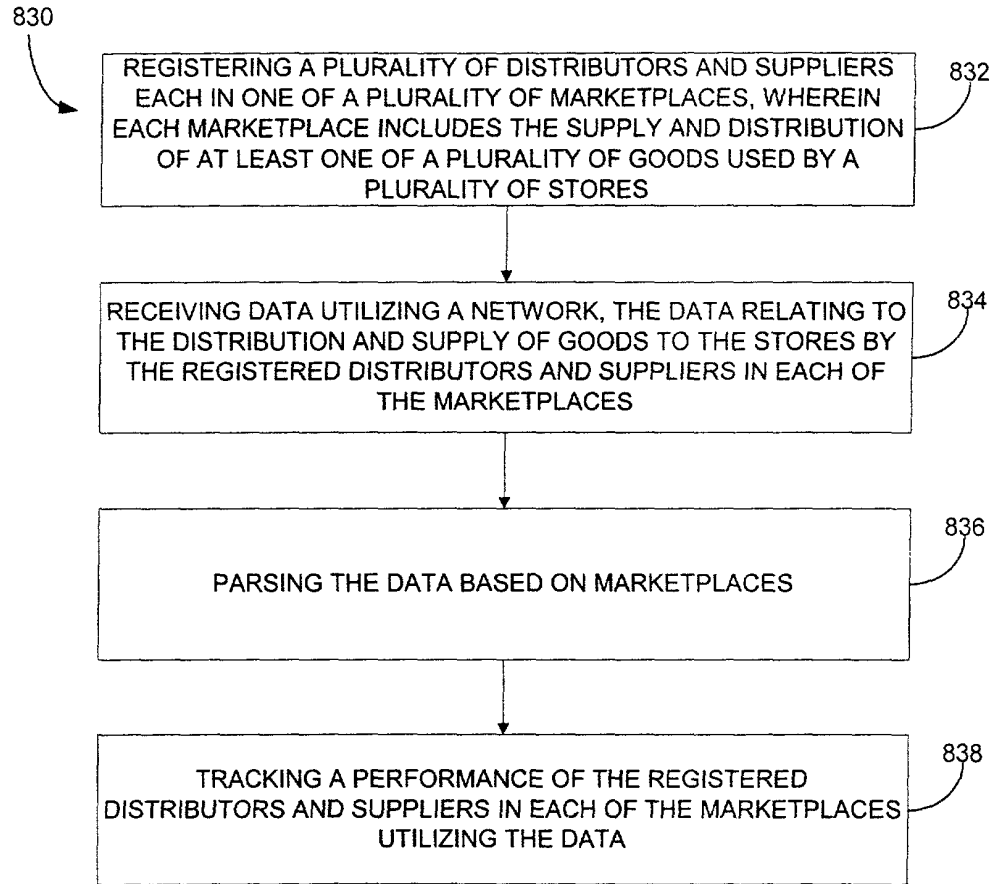 830
REGISTERING A PLURALITY OF DISTRIBUTORS AND SUPPLIERS
EACH IN ONE OF A PLURALITY OF MARKETPLACES, WHEREIN
EACH MARKETPLACE INCLUDES THE SUPPLY AND DISTRIBUTION
OF AT LEAST ONE OF A PLURALITY OF GOODS USED BY A
PLURALITY OF STORES
832
RECEIVING DATA UTILIZING A NETWORK, THE DATA RELATING TO
THE DISTRIBUTION AND SUPPLY OF GOODS TO THE STORES BY
THE REGISTERED DISTRIBUTORS AND SUPPLIERS IN EACH OF
THE MARKETPLACES
834
PARSING THE DATA BASED ON MARKETPLACES
836
TRACKING A PERFORMANCE OF THE REGISTERED
DISTRIBUTORS AND SUPPLIERS IN EACH OF THE MARKETPLACES
UTILIZING THE DATA
838